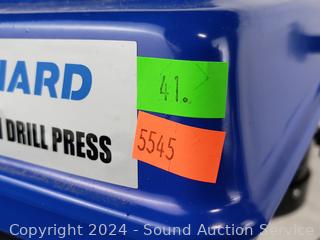 HARD
DRILL PRESS
41.
5545
Copyright 2024 - Sound Auction Service